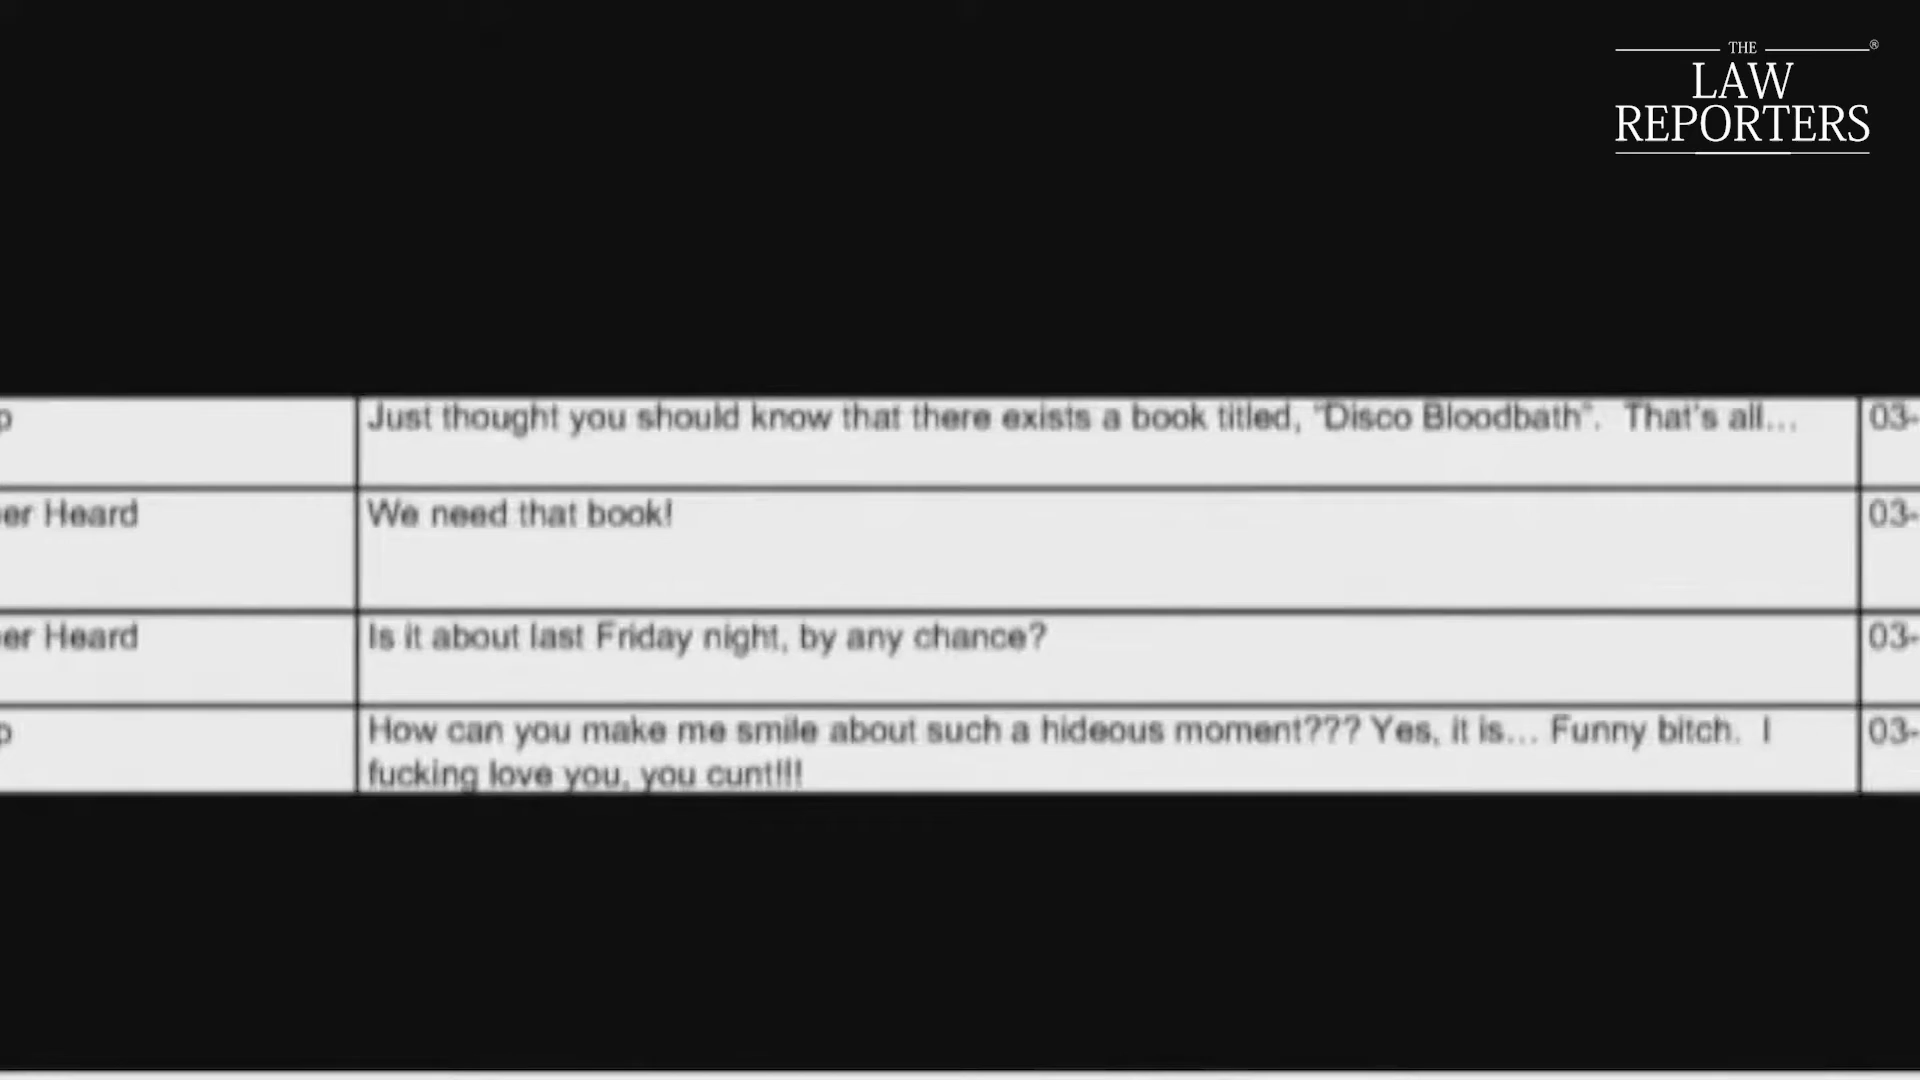 THE
LAW
REPORTERS
®
p
Just thought you should know that there exists a book titled, "Disco Bloodbath".  That's all...
03-
er Heard
We need that book!
03-
er Heard
Is it about last Friday night, by any chance?
03-
p
How can you make me smile about such a hideous moment??? Yes, it is... Funny bitch.  I
fucking love you, you cunt!!!
03-